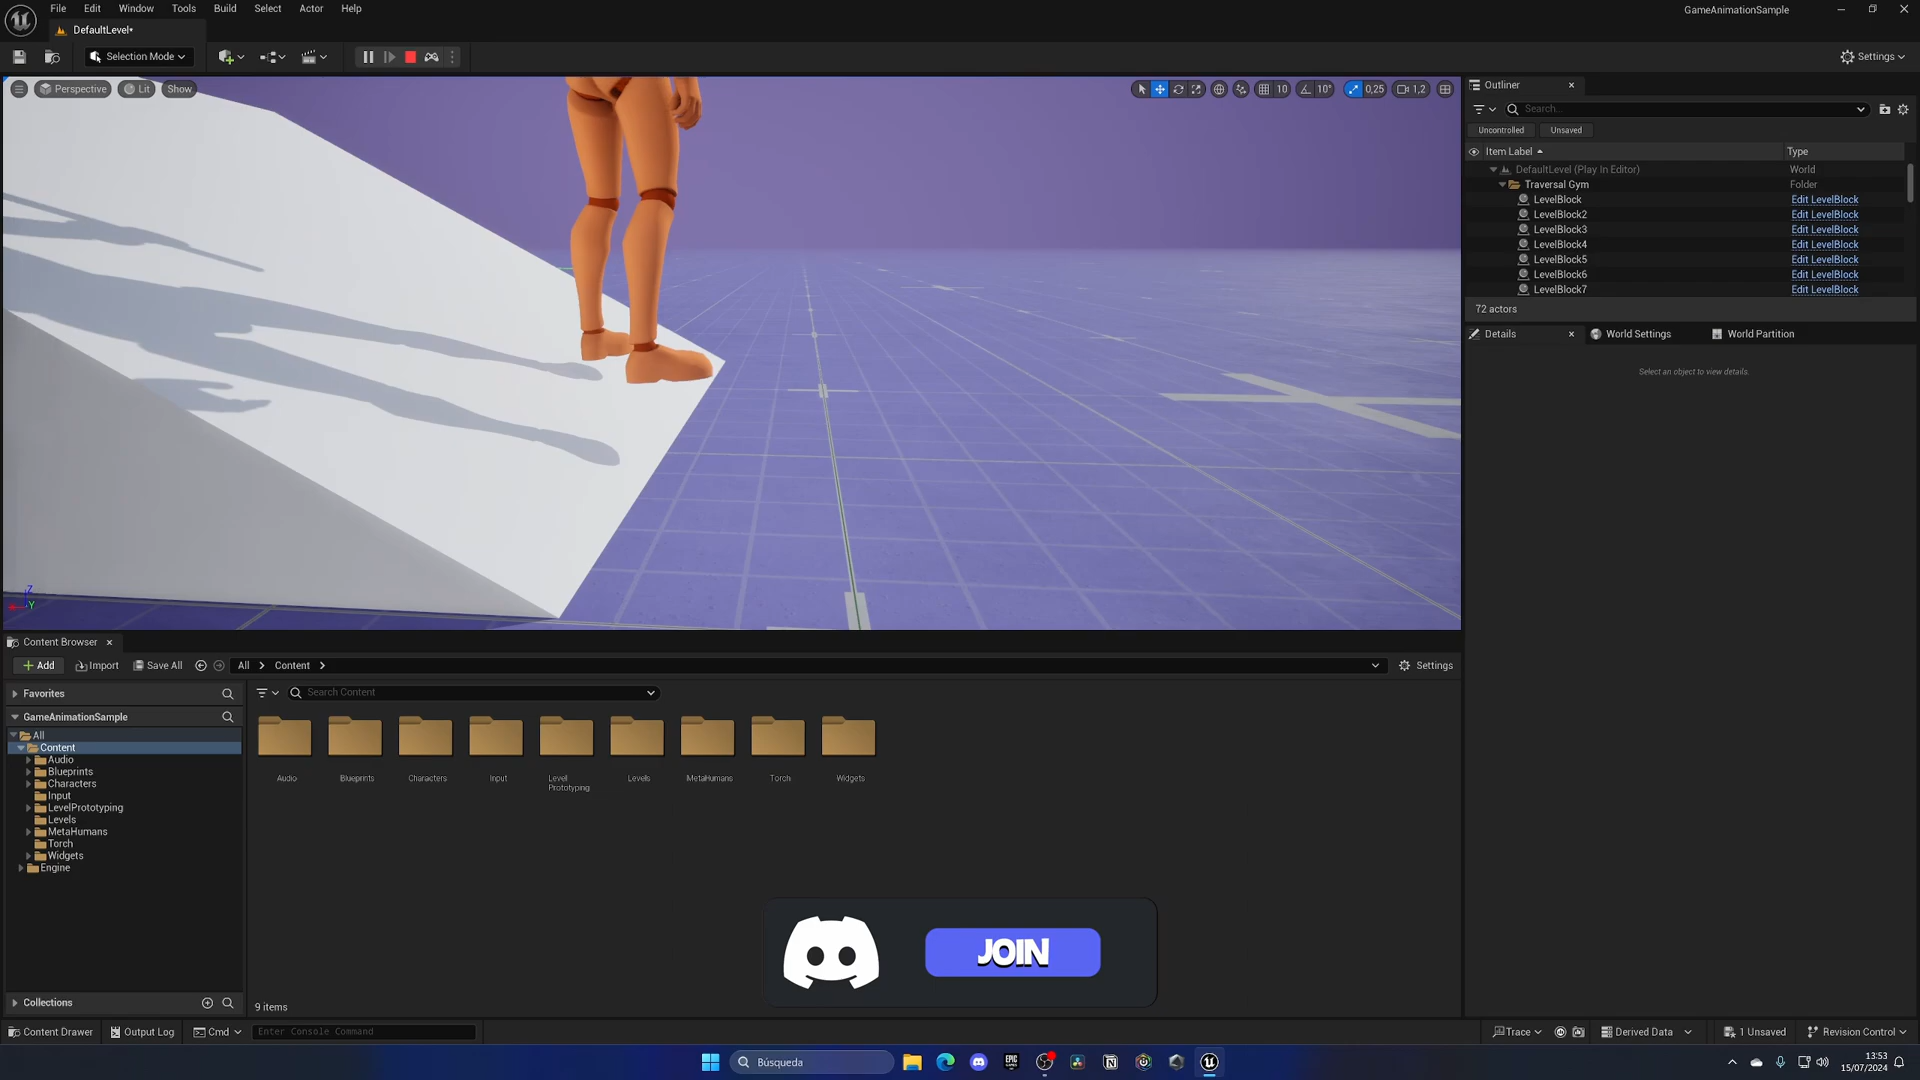 File Edit Window Tools Build Select Actor Help
GameAnimationSample
DefaultLevel*
Selection Mode
Settings
Perspective Lit Show
10 10° 0,25 1,2
Outliner
Search...
Uncontrolled Unsaved
Item Label Type
DefaultLevel (Play In Editor) World
Traversal Gym Folder
LevelBlock Edit LevelBlock
LevelBlock2 Edit LevelBlock
LevelBlock3 Edit LevelBlock
LevelBlock4 Edit LevelBlock
LevelBlock5 Edit LevelBlock
LevelBlock6 Edit LevelBlock
LevelBlock7 Edit LevelBlock
72 actors
Details World Settings World Partition
Select an object to view details.
Z
Y
Content Browser
Add Import Save All All Content Settings
Favorites
Search Content
GameAnimationSample
All
Content
Audio
Blueprints
Characters
Input
LevelPrototyping
Levels
MetaHumans
Torch
Widgets
Engine
Audio Blueprints Characters Input Level Prototyping Levels MetaHumans Torch Widgets
JOIN
Collections
9 items
Content Drawer Output Log Cmd Enter Console Command
Trace Derived Data 1 Unsaved Revision Control
Búsqueda
EPIC GAMES
13:53
15/07/2024